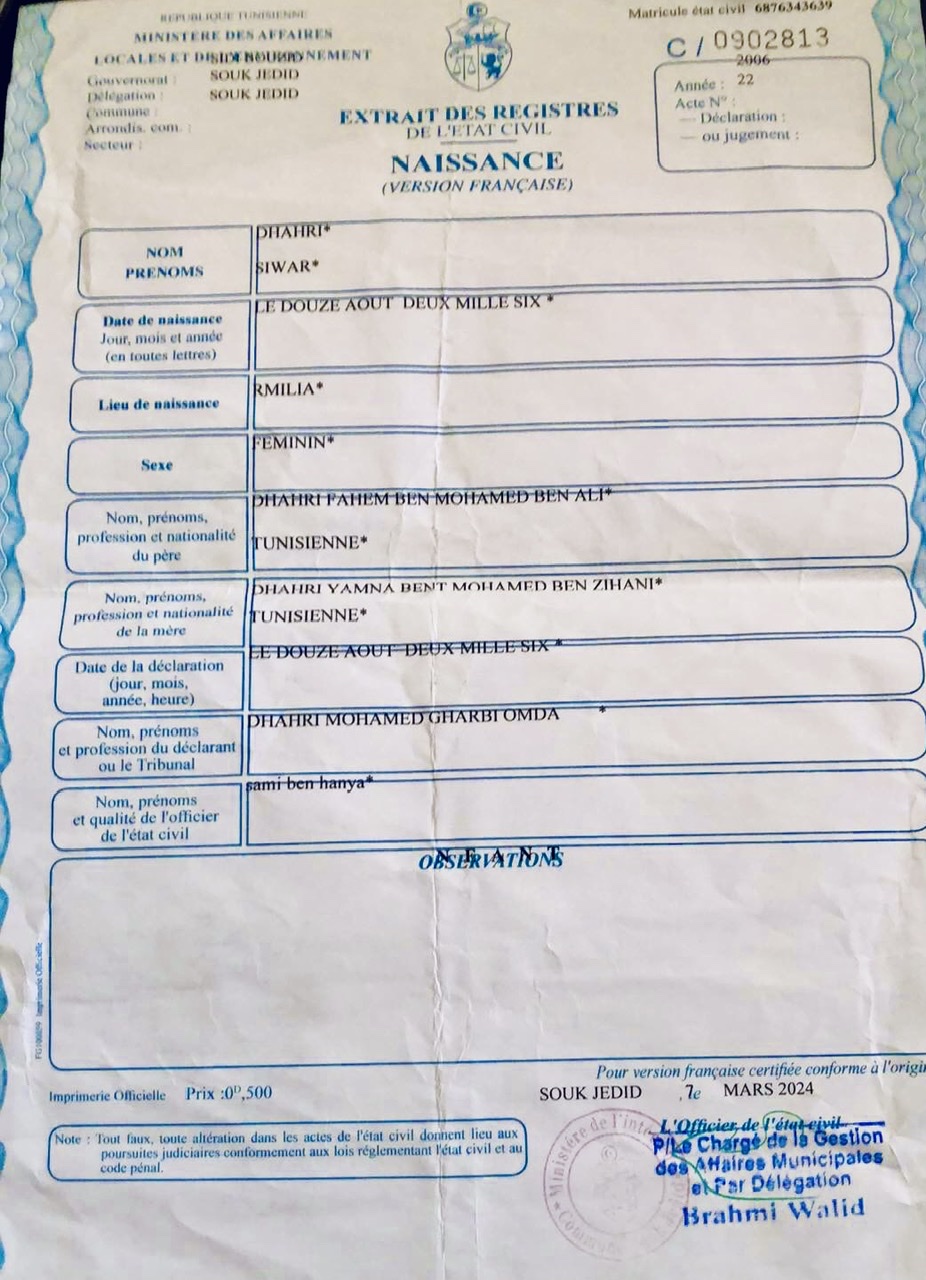 REPUBLIQUE TUNISIENNE
MINISTERE DES AFFAIRES
LOCALES ET DE L'ENVIRONNEMENT
SIDI BOUZID
Gouvernorat :
SOUK JEDID
Délégation :
SOUK JEDID
Commune :
Arrondis. com. :
Secteur :
Matricule état civil 6876343639
C / 0902813
2006
Année :
22
Acte N° :
— Déclaration :
— ou jugement :
EXTRAIT DES REGISTRES
DE L'ETAT CIVIL
NAISSANCE
(VERSION FRANÇAISE)
NOM
PRENOMS
DHAHRI*
SIWAR*
Date de naissance
Jour, mois et année
(en toutes lettres)
LE DOUZE AOUT DEUX MILLE SIX *
Lieu de naissance
RMILIA*
Sexe
FEMININ*
Nom, prénoms,
profession et nationalité
du père
DHAHRI FAHEM BEN MOHAMED BEN ALI*
TUNISIENNE*
Nom, prénoms,
profession et nationalité
de la mère
DHAHRI YAMNA BENT MOHAMED BEN ZIHANI*
TUNISIENNE*
Date de la déclaration
(jour, mois,
année, heure)
LE DOUZE AOUT DEUX MILLE SIX *
Nom, prénoms
et profession du déclarant
ou le Tribunal
DHAHRI MOHAMED GHARBI OMDA *
Nom, prénoms
et qualité de l'officier
de l'état civil
sami ben hanya*
OBSERVATIONS
N E A N T
FG100059 Imprimerie Officielle
Pour version française certifiée conforme à l'origin
Imprimerie Officielle Prix :0ᴰ,500
SOUK JEDID ,7e MARS 2024
Note : Tout faux, toute altération dans les actes de l'état civil donnent lieu aux
poursuites judiciaires conformement aux lois réglementant l'état civil et au
code pénal.
L'Officier de l'état civil
P/Le Chargé de la Gestion
des Affaires Municipales
et Par Délégation
Brahmi Walid
Ministère de l'inté